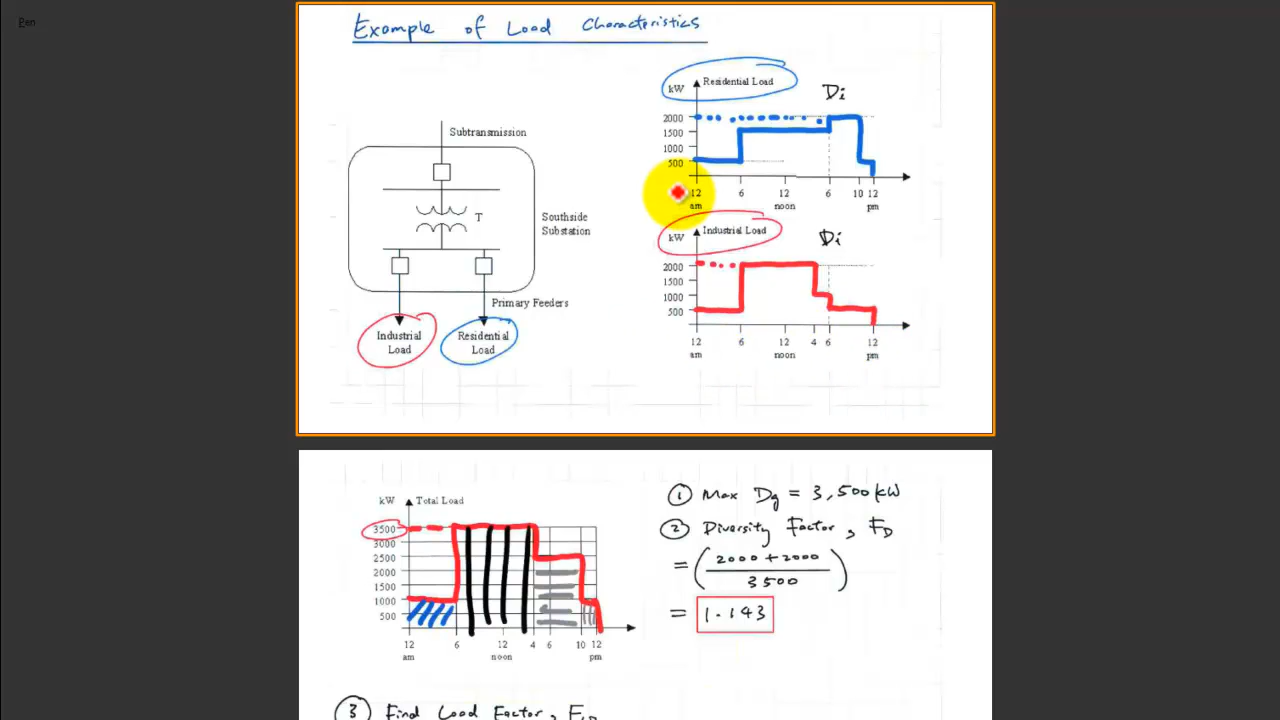 Pen
Example of Load Characteristics
Subtransmission
T
Southside
Substation
Primary Feeders
Industrial
Load
Residential
Load
Residential Load
kW
Di
2000
1500
1000
500
12 6 12 6 10 12
am noon pm
Industrial Load
kW
Di
2000
1500
1000
500
12 6 12 4 6 12
am noon pm
kW Total Load
3500
3000
2500
2000
1500
1000
500
12 6 12 4 6 10 12
am noon pm
① Max Dg = 3,500kW
② Diversity Factor, FD
= (2000 + 2000
3500)
= 1.143
③ Find Load Factor, FLD